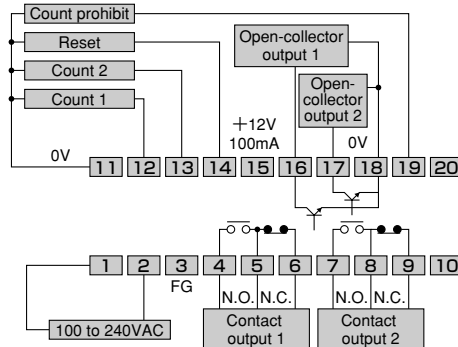 Count prohibit
Reset
Count 2
Count 1
Open-collector
output 1
Open-
collector
output 2
+12V
100mA
0V
0V
11 12 13 14 15 16 17 18 19 20
1 2 3 4 5 6 7 8 9 10
FG
N.O. N.C. N.O. N.C.
100 to 240VAC
Contact
output 1
Contact
output 2